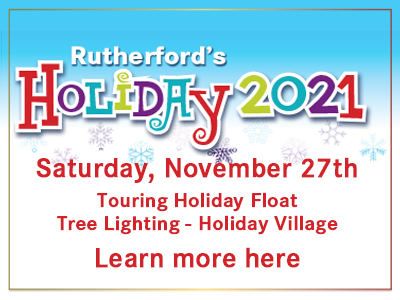 Rutherford's
HOLIDAY 2021
Saturday, November 27th
Touring Holiday Float
Tree Lighting - Holiday Village
Learn more here